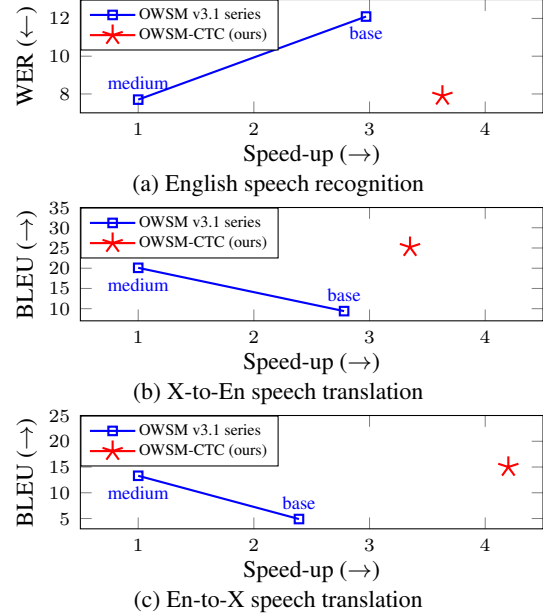 WER (←)
12
10
8
OWSM v3.1 series
OWSM-CTC (ours)
medium
base
1 2 3 4
Speed-up (→)
(a) English speech recognition
BLEU (→)
35
30
25
20
15
10
OWSM v3.1 series
OWSM-CTC (ours)
medium
base
1 2 3 4
Speed-up (→)
(b) X-to-En speech translation
BLEU (→)
25
20
15
10
5
OWSM v3.1 series
OWSM-CTC (ours)
medium
base
1 2 3 4
Speed-up (→)
(c) En-to-X speech translation